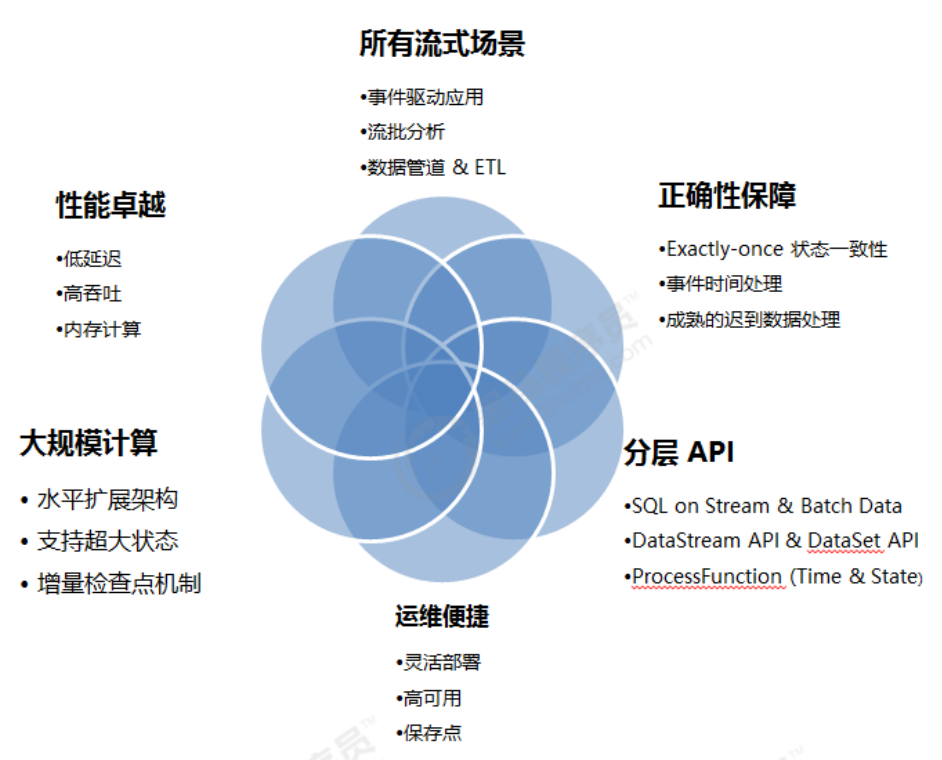 所有流式场景
•事件驱动应用
•流批分析
•数据管道 & ETL
性能卓越
•低延迟
•高吞吐
•内存计算
正确性保障
•Exactly-once 状态一致性
•事件时间处理
•成熟的迟到数据处理
大规模计算
• 水平扩展架构
• 支持超大状态
• 增量检查点机制
分层 API
•SQL on Stream & Batch Data
•DataStream API & DataSet API
•ProcessFunction (Time & State)
运维便捷
•灵活部署
•高可用
•保存点